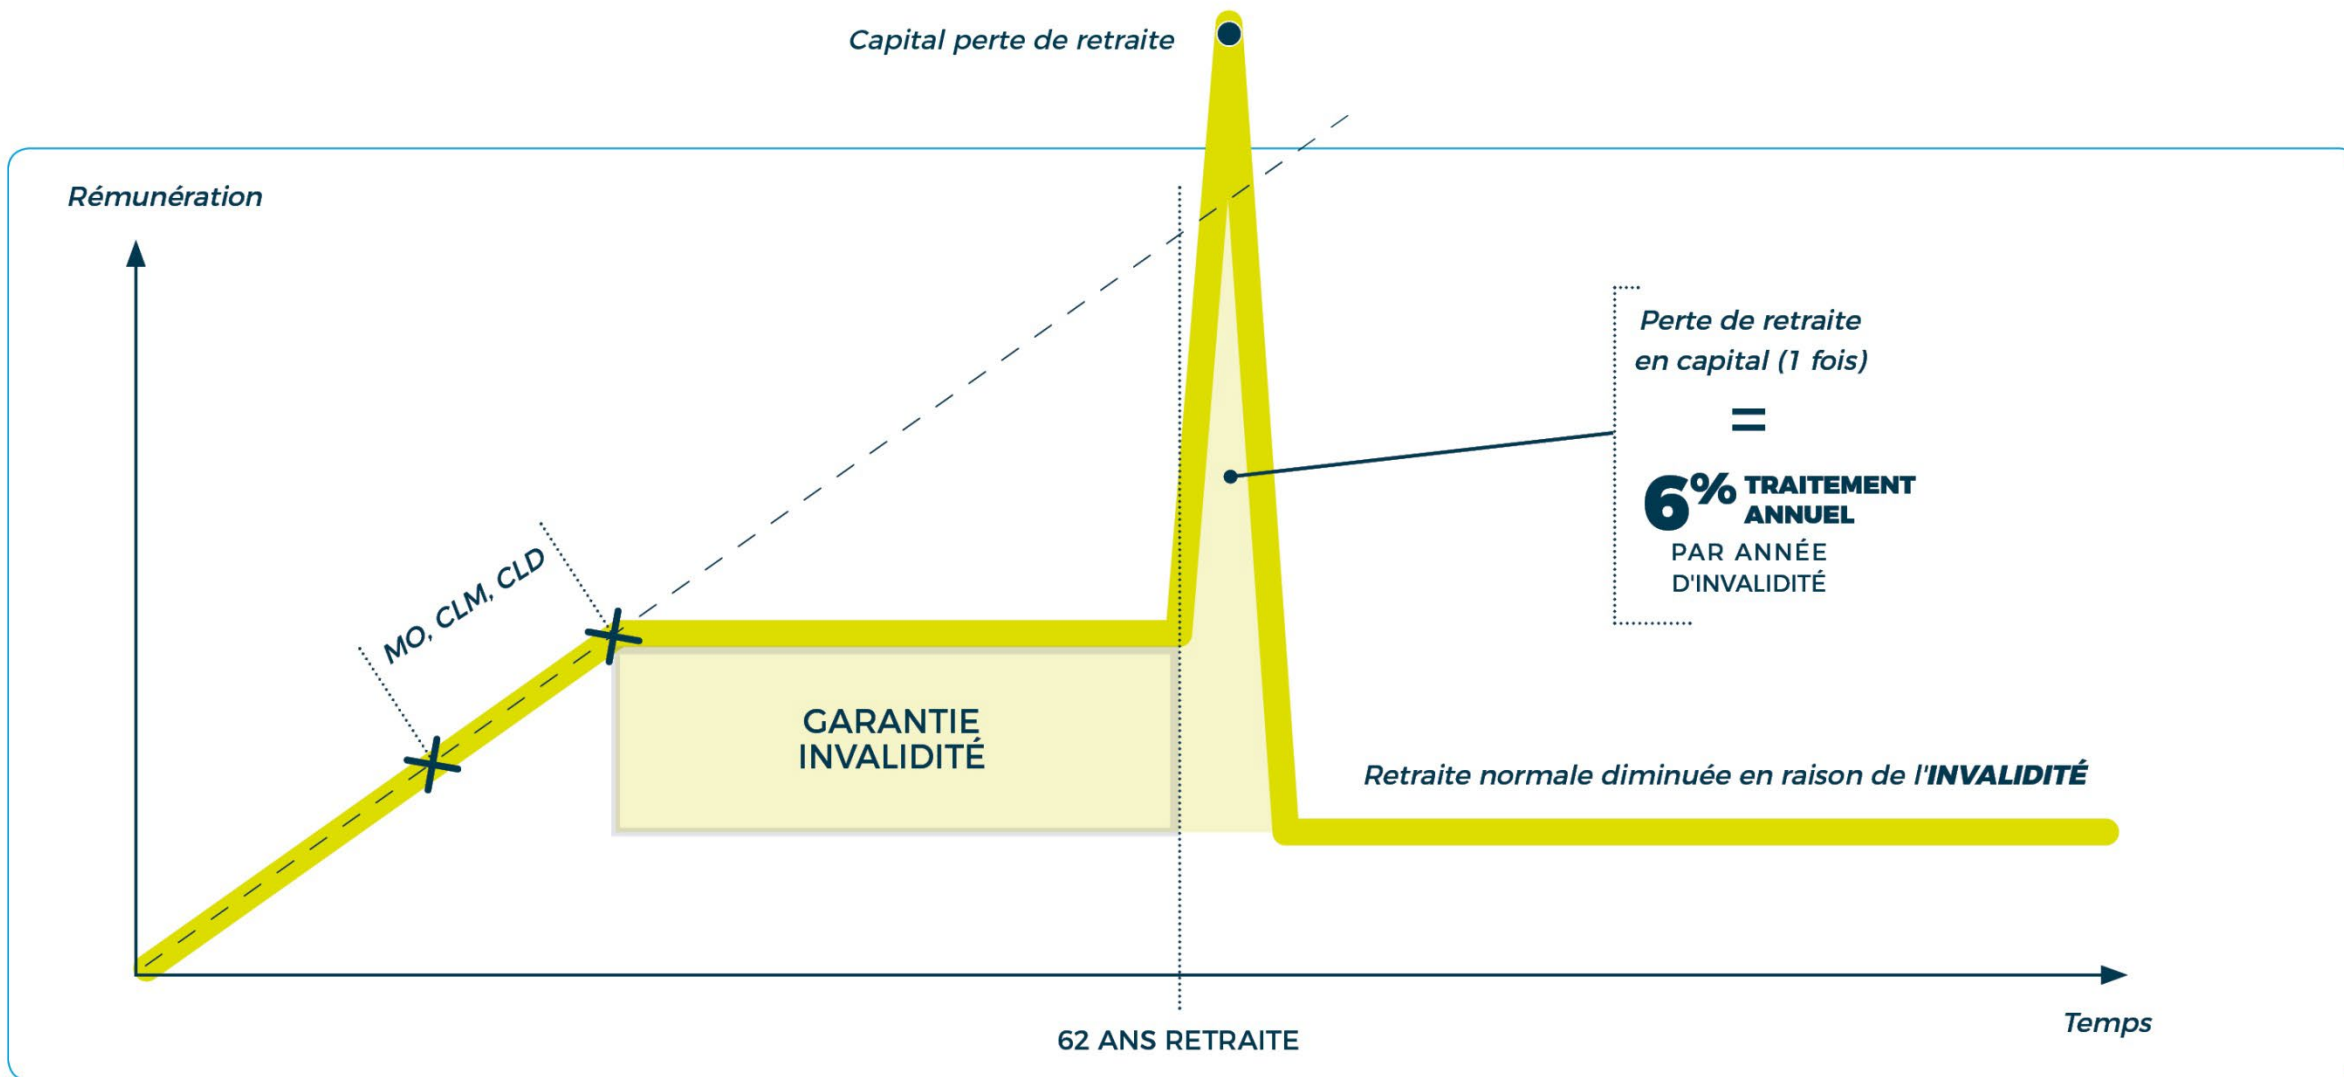 Capital perte de retraite
Rémunération
Perte de retraite
en capital (1 fois)
=
6% TRAITEMENT
ANNUEL
PAR ANNÉE
D'INVALIDITÉ
MO, CLM, CLD
GARANTIE
INVALIDITÉ
Retraite normale diminuée en raison de l'INVALIDITÉ
Temps
62 ANS RETRAITE